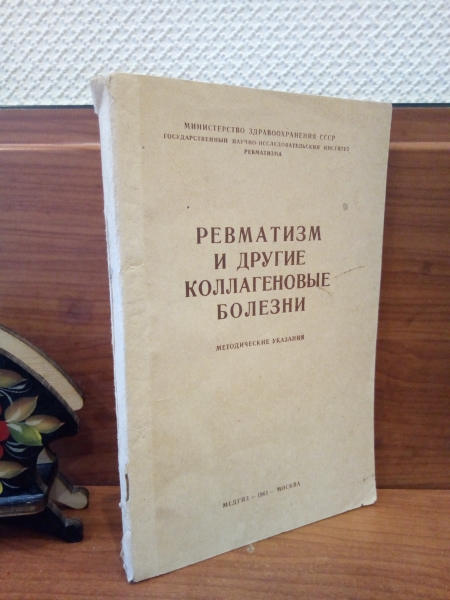 МИНИСТЕРСТВО ЗДРАВООХРАНЕНИЯ СССР
ГОСУДАРСТВЕННЫЙ НАУЧНО-ИССЛЕДОВАТЕЛЬСКИЙ ИНСТИТУТ
РЕВМАТИЗМА
РЕВМАТИЗМ
И ДРУГИЕ
КОЛЛАГЕНОВЫЕ
БОЛЕЗНИ
МЕТОДИЧЕСКИЕ УКАЗАНИЯ
МЕДГИЗ — 1961 — МОСКВА